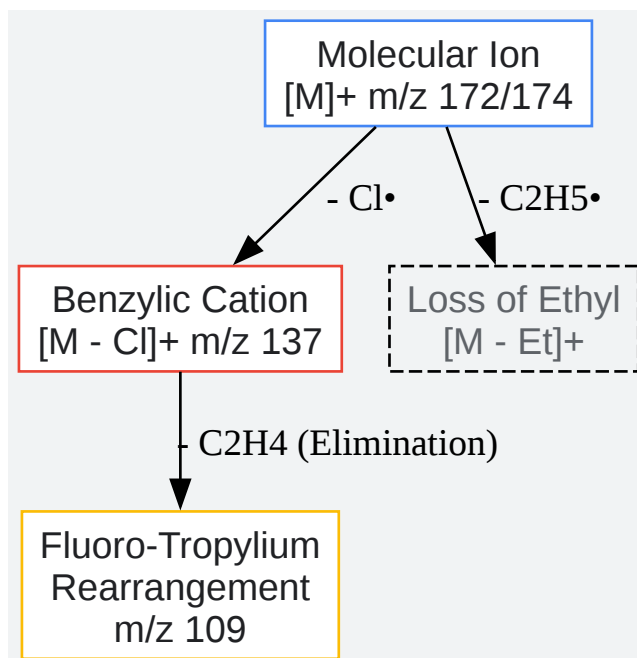 Molecular Ion
[M]+ m/z 172/174
- Cl•
- C2H5•
Benzylic Cation
[M - Cl]+ m/z 137
Loss of Ethyl
[M - Et]+
- C2H4 (Elimination)
Fluoro-Tropylium
Rearrangement
m/z 109